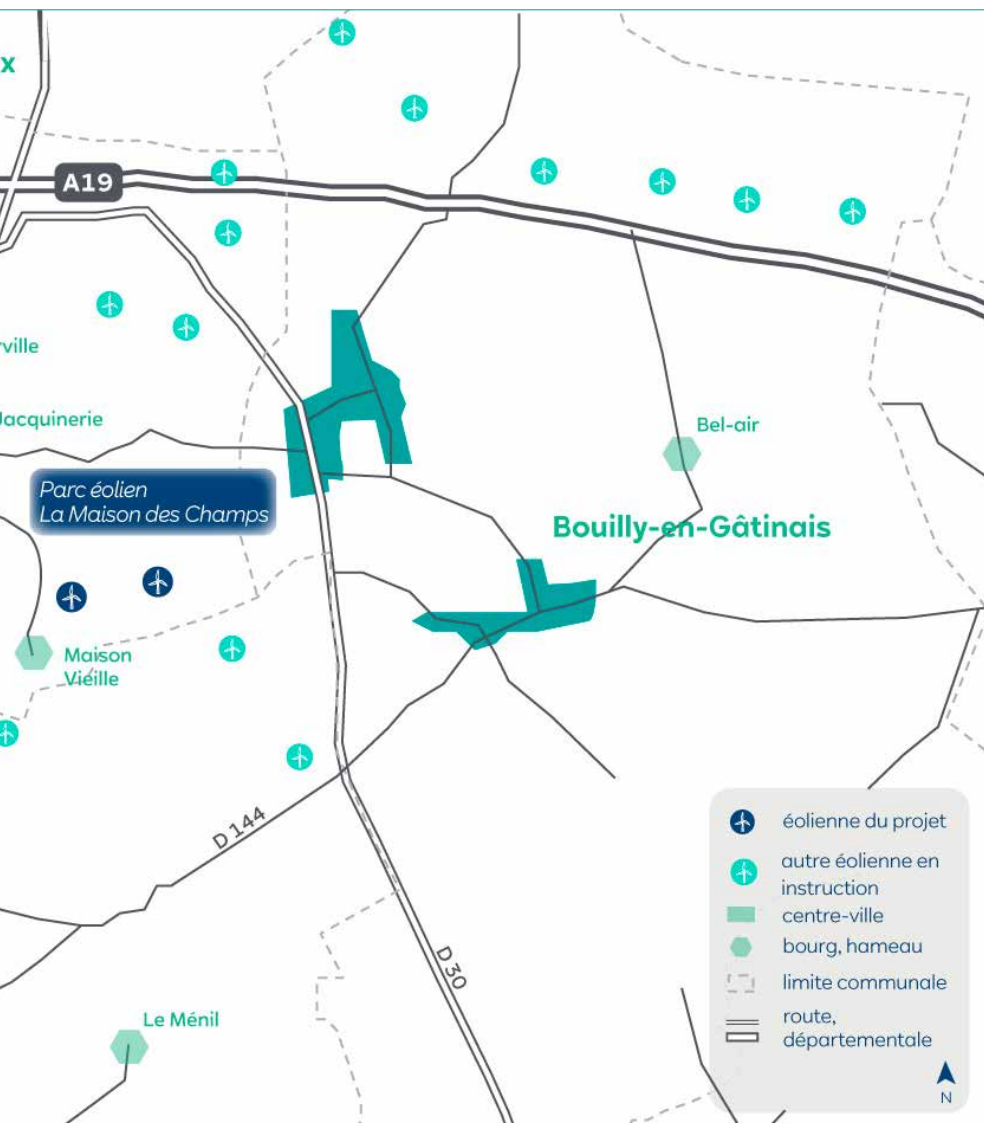 x
A19
rville
Jacquinerie
Bel-air
Parc éolien
La Maison des Champs
Bouilly-en-Gâtinais
Maison
Vieille
D 144
D 30
Le Ménil
éolienne du projet
autre éolienne en
instruction
centre-ville
bourg, hameau
limite communale
route,
départementale
N